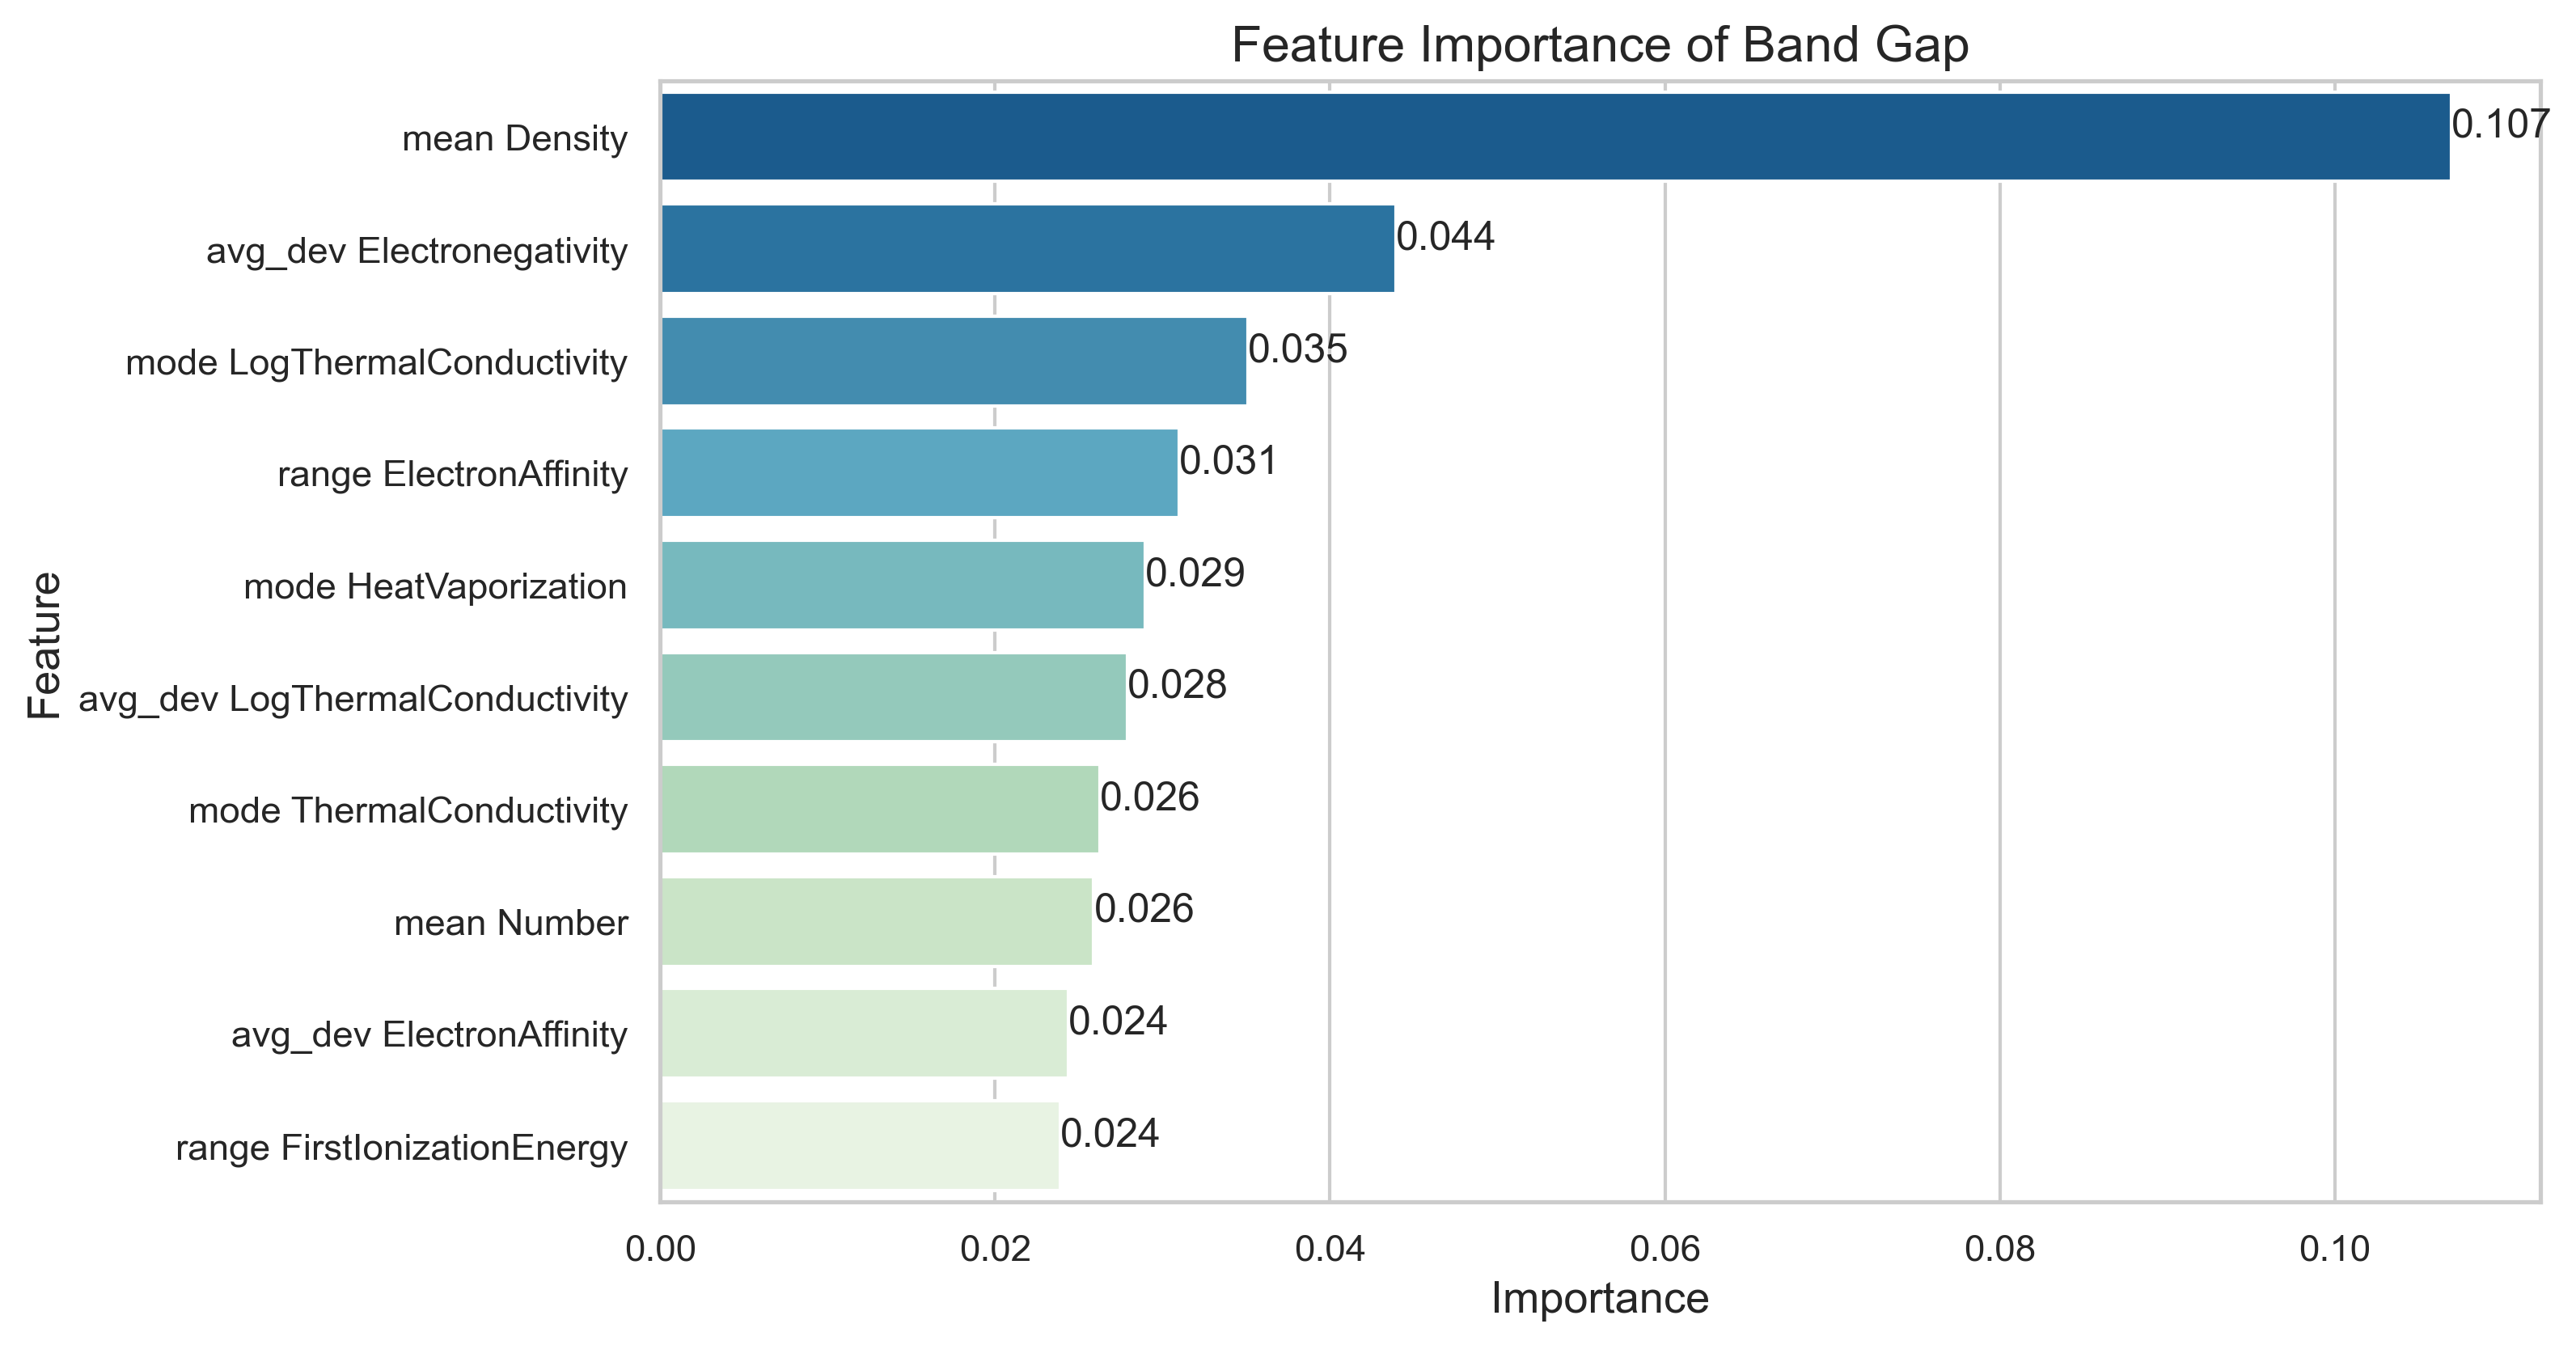 Feature Importance of Band Gap
mean Density
0.107
avg_dev Electronegativity
0.044
mode LogThermalConductivity
0.035
range ElectronAffinity
0.031
mode HeatVaporization
0.029
avg_dev LogThermalConductivity
0.028
mode ThermalConductivity
0.026
mean Number
0.026
avg_dev ElectronAffinity
0.024
range FirstIonizationEnergy
0.024
Feature
0.00 0.02 0.04 0.06 0.08 0.10
Importance